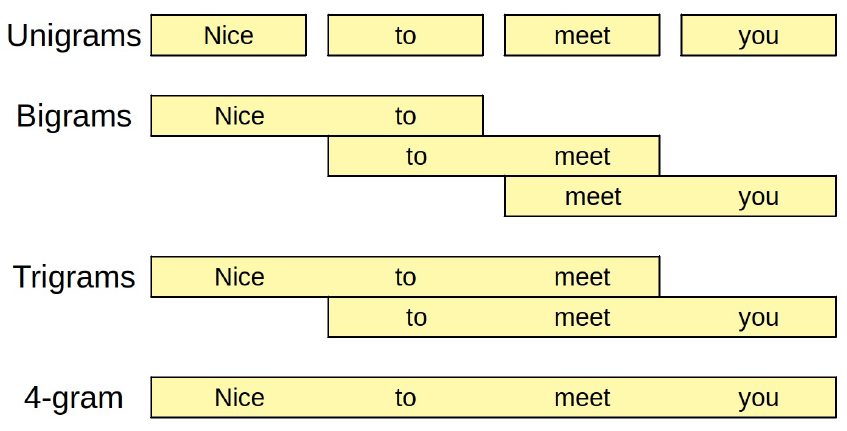 Unigrams Nice to meet you
Bigrams Nice to
to meet
meet you
Trigrams Nice to meet
to meet you
4-gram Nice to meet you